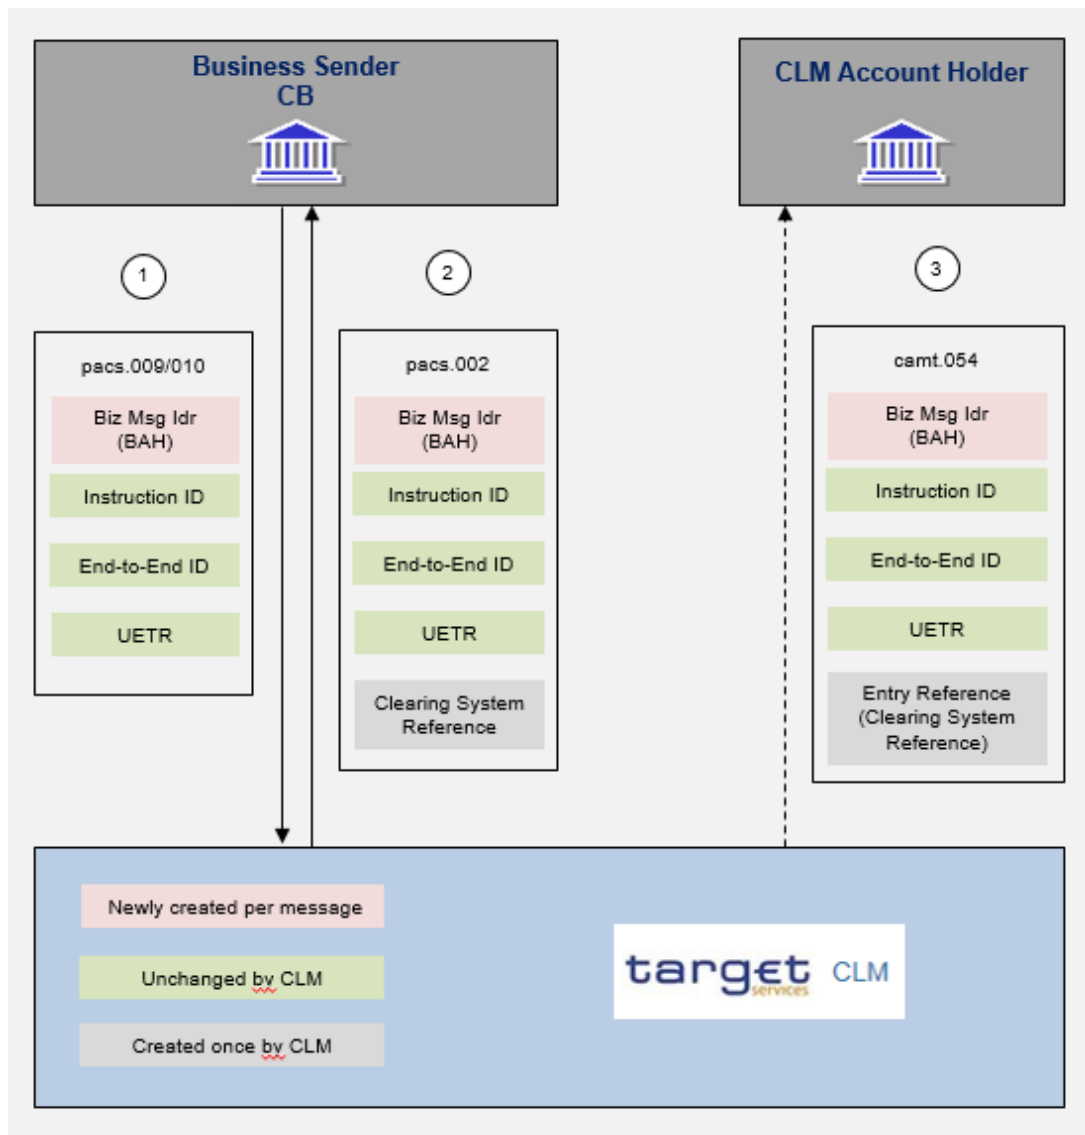 Business Sender
CB
CLM Account Holder
1
2
3
pacs.009/010
Biz Msg Idr
(BAH)
Instruction ID
End-to-End ID
UETR
pacs.002
Biz Msg Idr
(BAH)
Instruction ID
End-to-End ID
UETR
Clearing System
Reference
camt.054
Biz Msg Idr
(BAH)
Instruction ID
End-to-End ID
UETR
Entry Reference
(Clearing System
Reference)
Newly created per message
Unchanged by CLM
Created once by CLM
target CLM
services